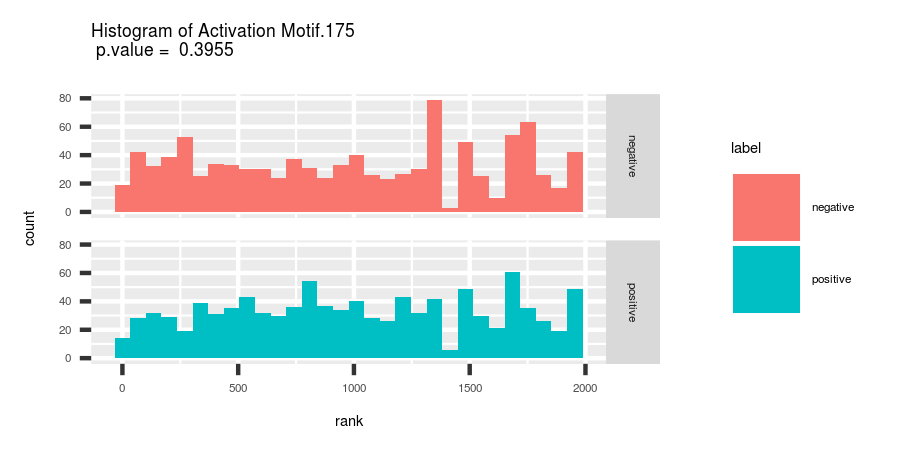 Histogram of Activation Motif.175
p.value = 0.3955
count
80
60
40
20
0
negative
80
60
40
20
0
positive
0 500 1000 1500 2000
rank
label
negative
positive